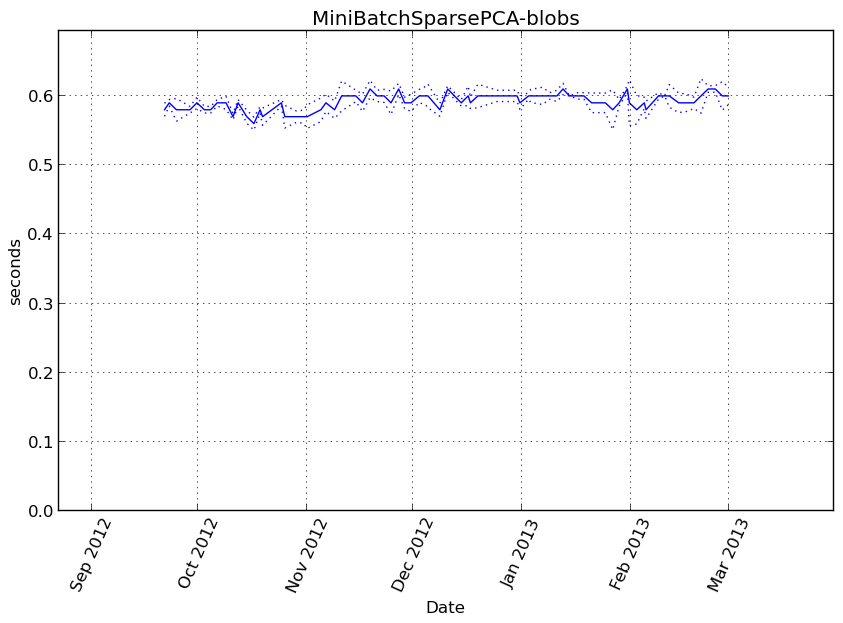 MiniBatchSparsePCA-blobs
0.6
0.5
0.4
0.3
0.2
0.1
0.0
seconds
Sep 2012
Oct 2012
Nov 2012
Dec 2012
Jan 2013
Feb 2013
Mar 2013
Date